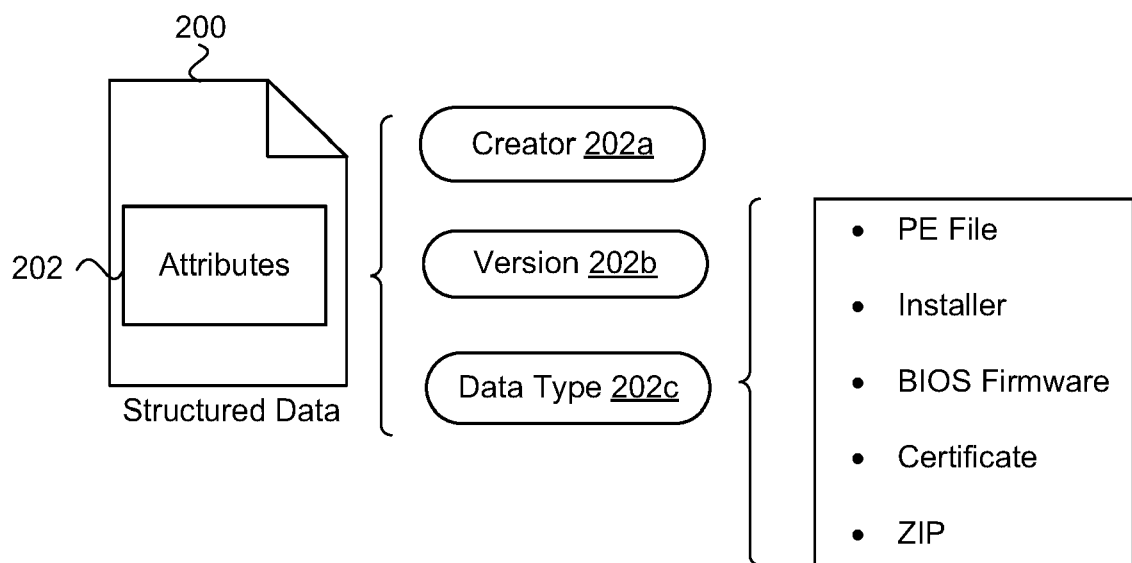 200
202
Attributes
Structured Data
Creator 202a
Version 202b
Data Type 202c
• PE File
• Installer
• BIOS Firmware
• Certificate
• ZIP